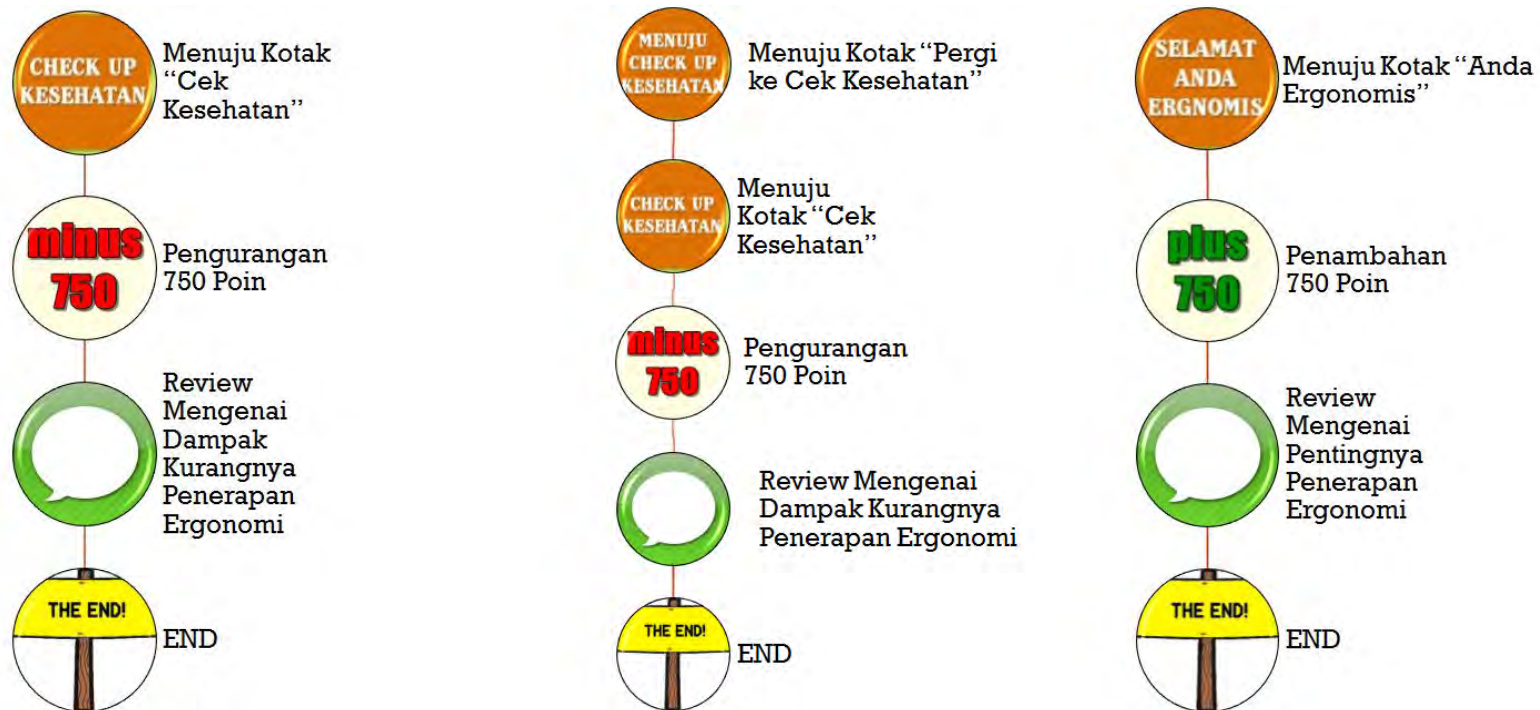 CHECK UP
KESEHATAN
Menuju Kotak
“Cek
Kesehatan”
minus
750
Pengurangan
750 Poin
Review
Mengenai
Dampak
Kurangnya
Penerapan
Ergonomi
THE END!
END
MENUJU
CHECK UP
KESEHATAN
Menuju Kotak “Pergi
ke Cek Kesehatan”
CHECK UP
KESEHATAN
Menuju
Kotak “Cek
Kesehatan”
minus
750
Pengurangan
750 Poin
Review Mengenai
Dampak Kurangnya
Penerapan Ergonomi
THE END!
END
SELAMAT
ANDA
ERGNOMIS
Menuju Kotak “Anda
Ergonomis”
plus
750
Penambahan
750 Poin
Review
Mengenai
Pentingnya
Penerapan
Ergonomi
THE END!
END